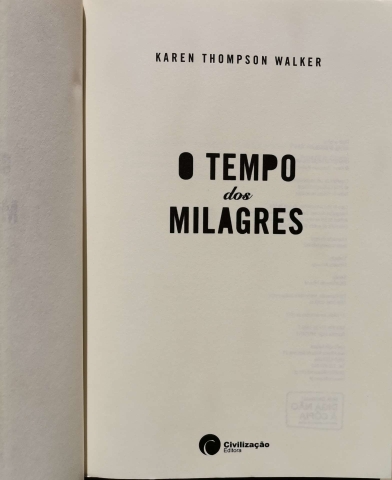 KAREN THOMPSON WALKER
O TEMPO
dos
MILAGRES
Civilização
Editora